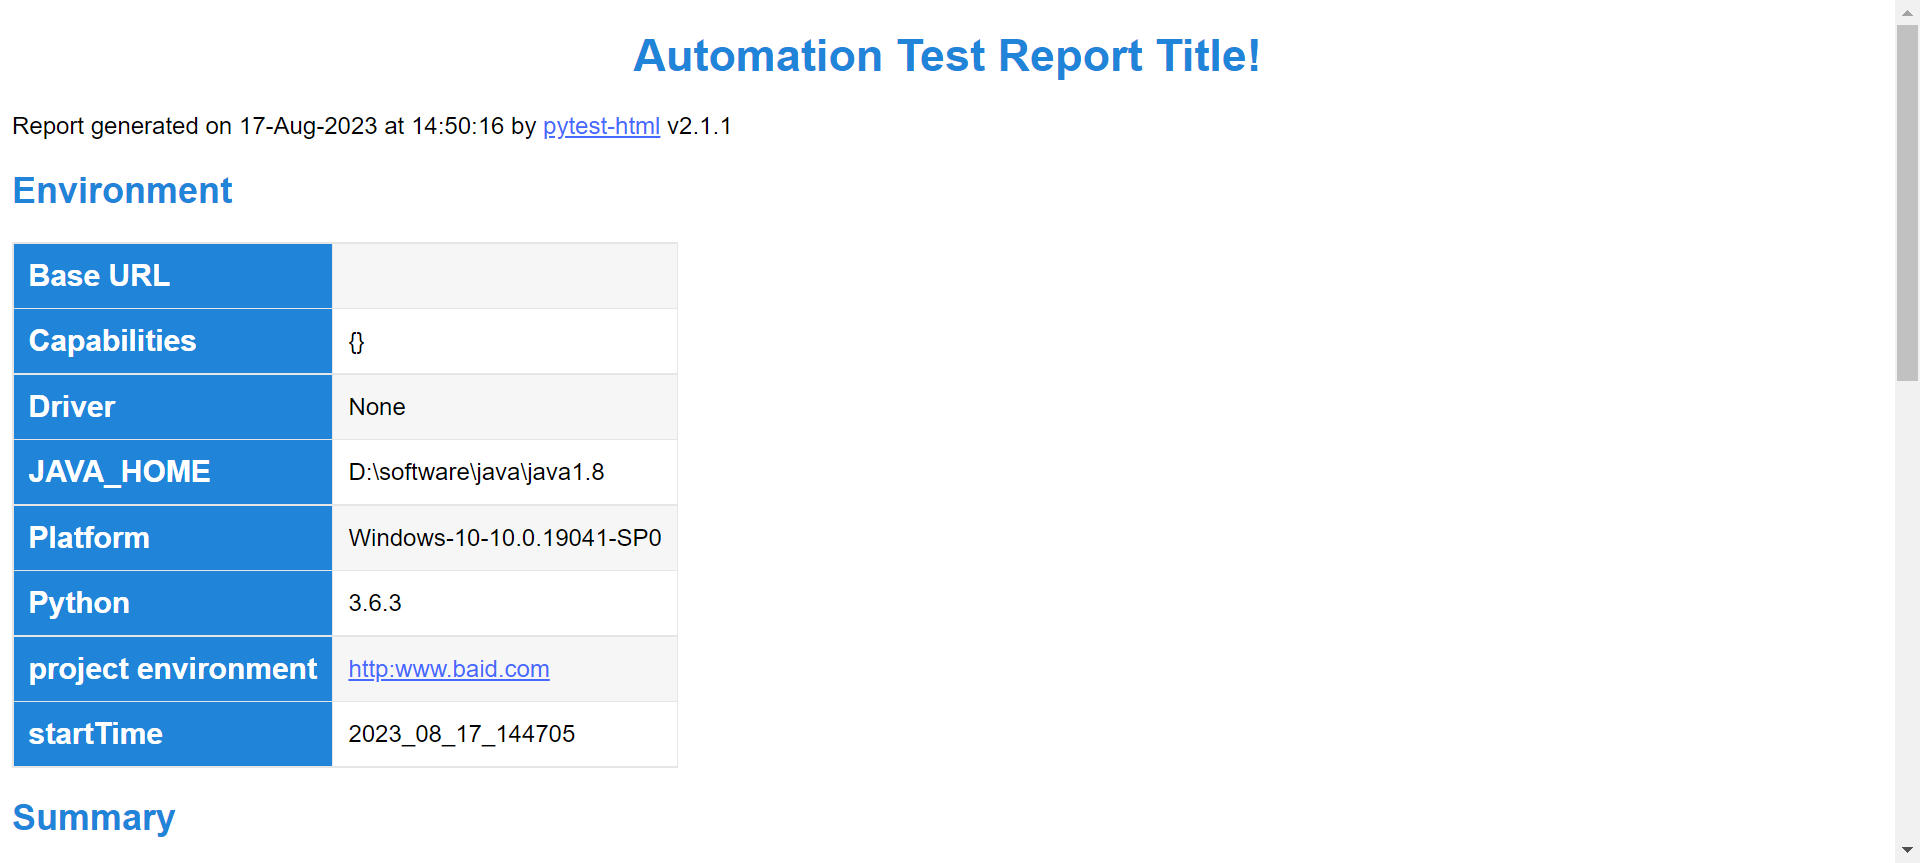 Automation Test Report Title!
Report generated on 17-Aug-2023 at 14:50:16 by pytest-html v2.1.1
Environment
Base URL
Capabilities {}
Driver None
JAVA_HOME D:\software\java\java1.8
Platform Windows-10-10.0.19041-SP0
Python 3.6.3
project environment http:www.baid.com
startTime 2023_08_17_144705
Summary